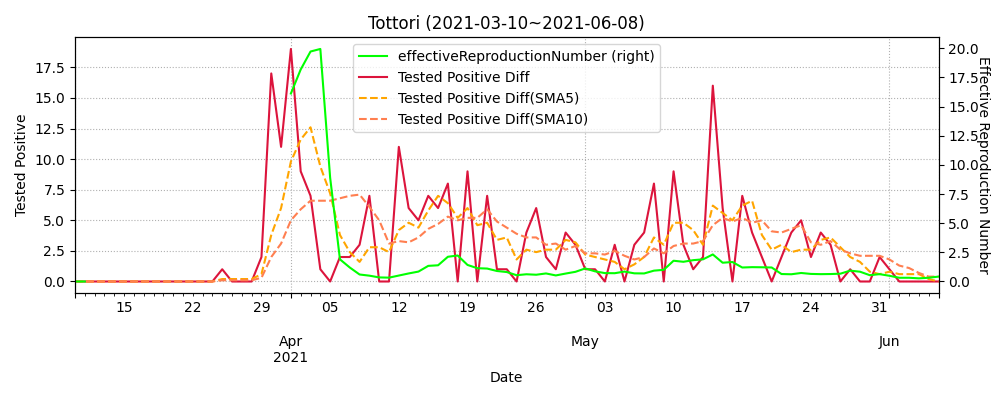 Tottori (2021-03-10~2021-06-08)
effectiveReproductionNumber (right)
Tested Positive Diff
Tested Positive Diff(SMA5)
Tested Positive Diff(SMA10)
Tested Positive
17.5
15.0
12.5
10.0
7.5
5.0
2.5
0.0
20.0
17.5
15.0
12.5
10.0
7.5
5.0
2.5
0.0
Effective Reproduction Number
15 22 29 05 12 19 26 03 10 17 24 31
Apr May Jun
2021
Date